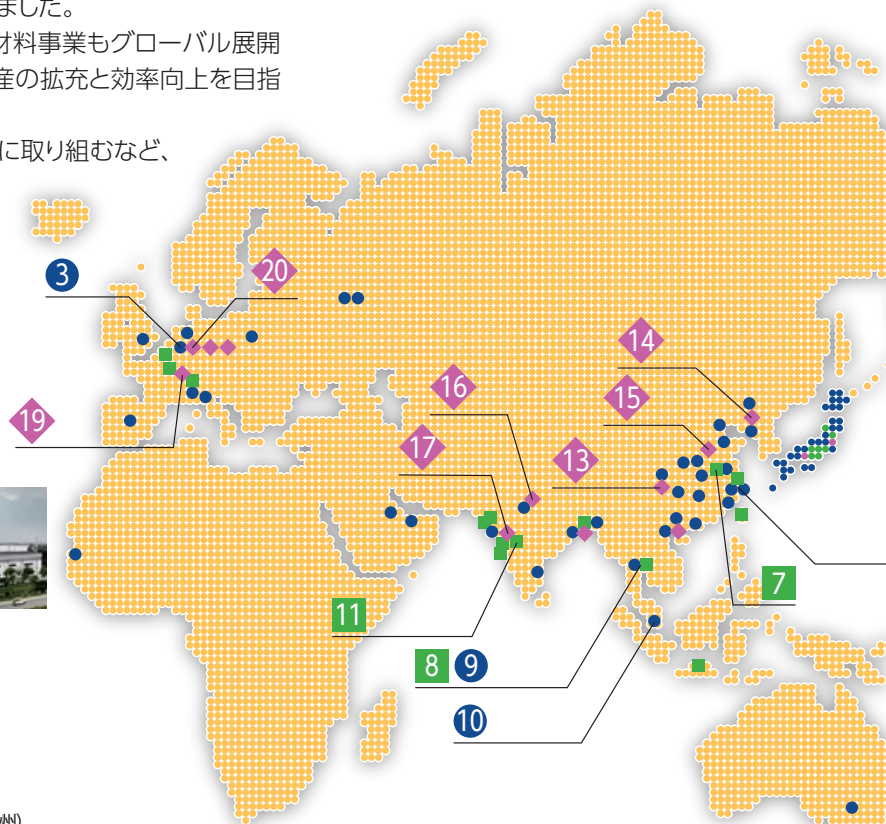 ました。
材料事業もグローバル展開
産の拡充と効率向上を目指
に取り組むなど、
3
20
14
16
15
19
17
13
7
11
8 9
10
州)